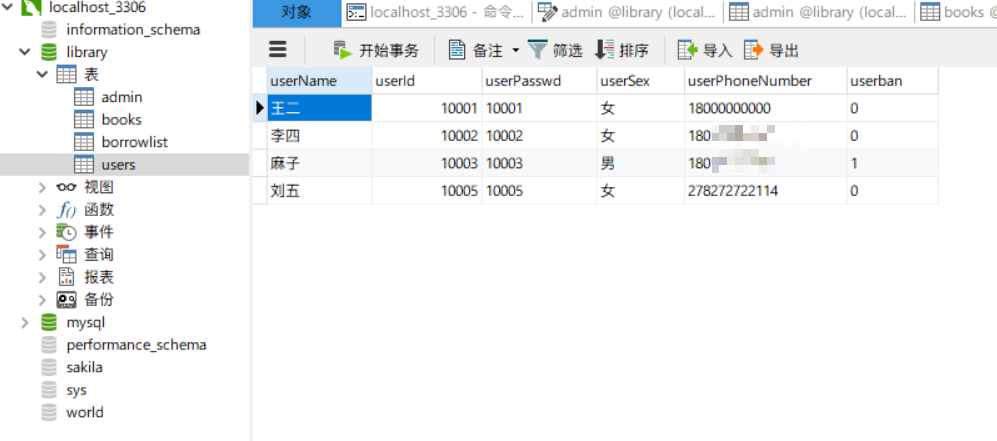 localhost_3306
information_schema
library
表
admin
books
borrowlist
users
视图
f() 函数
事件
查询
报表
备份
mysql
performance_schema
sakila
sys
world
对象 localhost_3306 - 命令... admin @library (local... admin @library (local... books @
开始事务 备注 筛选 排序 导入 导出
userName userId userPasswd userSex userPhoneNumber userban
王二 10001 10001 女 18000000000 0
李四 10002 10002 女 180 0
麻子 10003 10003 男 180 1
刘五 10005 10005 女 278272722114 0